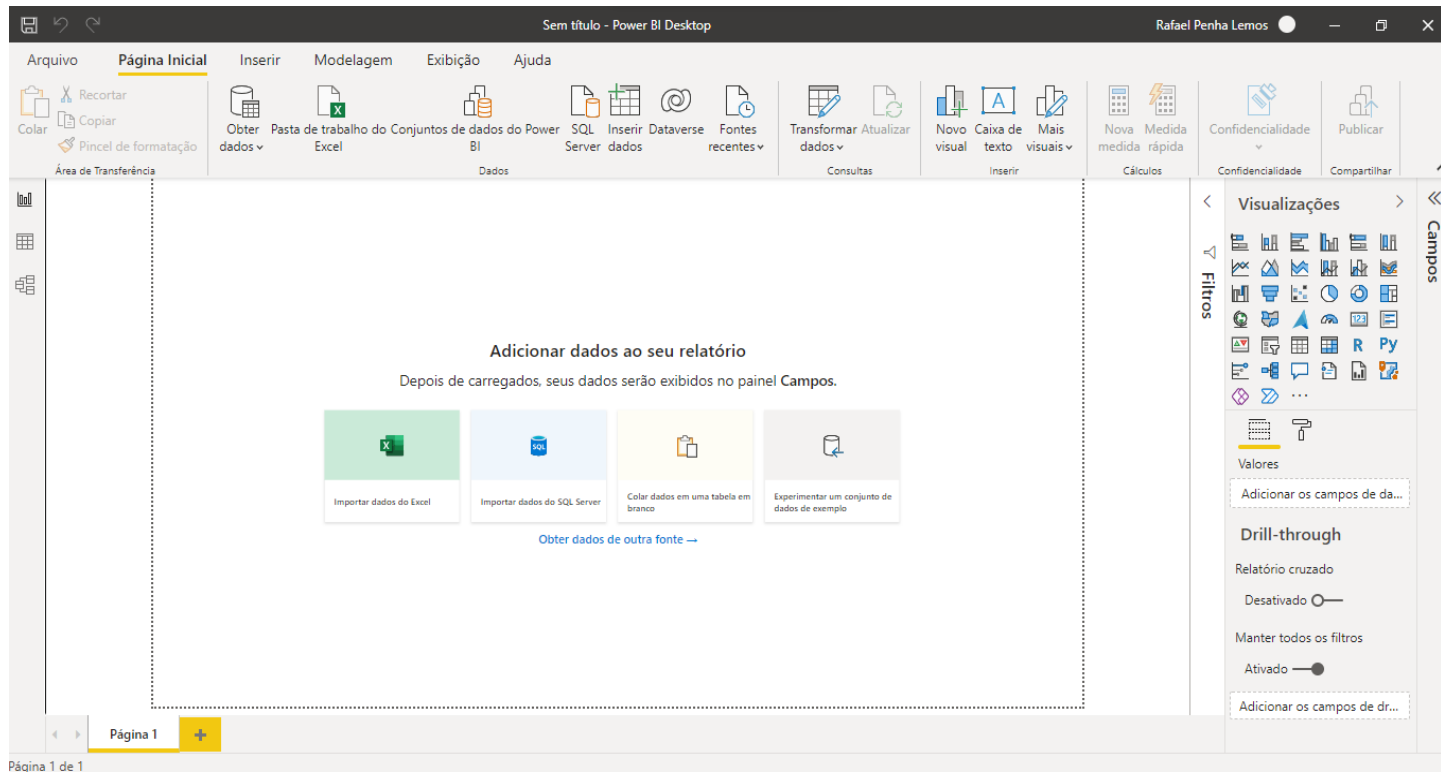 Sem título - Power BI Desktop
Rafael Penha Lemos
Arquivo Página Inicial Inserir Modelagem Exibição Ajuda
Colar
Recortar
Copiar
Pincel de formatação
Área de Transferência
Obter dados
Pasta de trabalho do Excel
Conjuntos de dados do Power BI
SQL Server
Inserir dados
Dataverse
Fontes recentes
Dados
Transformar dados
Atualizar
Consultas
Novo visual
A
Caixa de texto
Mais visuais
Inserir
Nova medida
Medida rápida
Cálculos
Confidencialidade
Confidencialidade
Publicar
Compartilhar
Adicionar dados ao seu relatório
Depois de carregados, seus dados serão exibidos no painel Campos.
SQL
Importar dados do Excel
Importar dados do SQL Server
Colar dados em uma tabela em
branco
Experimentar um conjunto de
dados de exemplo
Obter dados de outra fonte →
Filtros
Visualizações
123
R Py
Valores
Adicionar os campos de da...
Drill-through
Relatório cruzado
Desativado
Manter todos os filtros
Ativado
Adicionar os campos de dr...
Campos
Página 1
Página 1 de 1